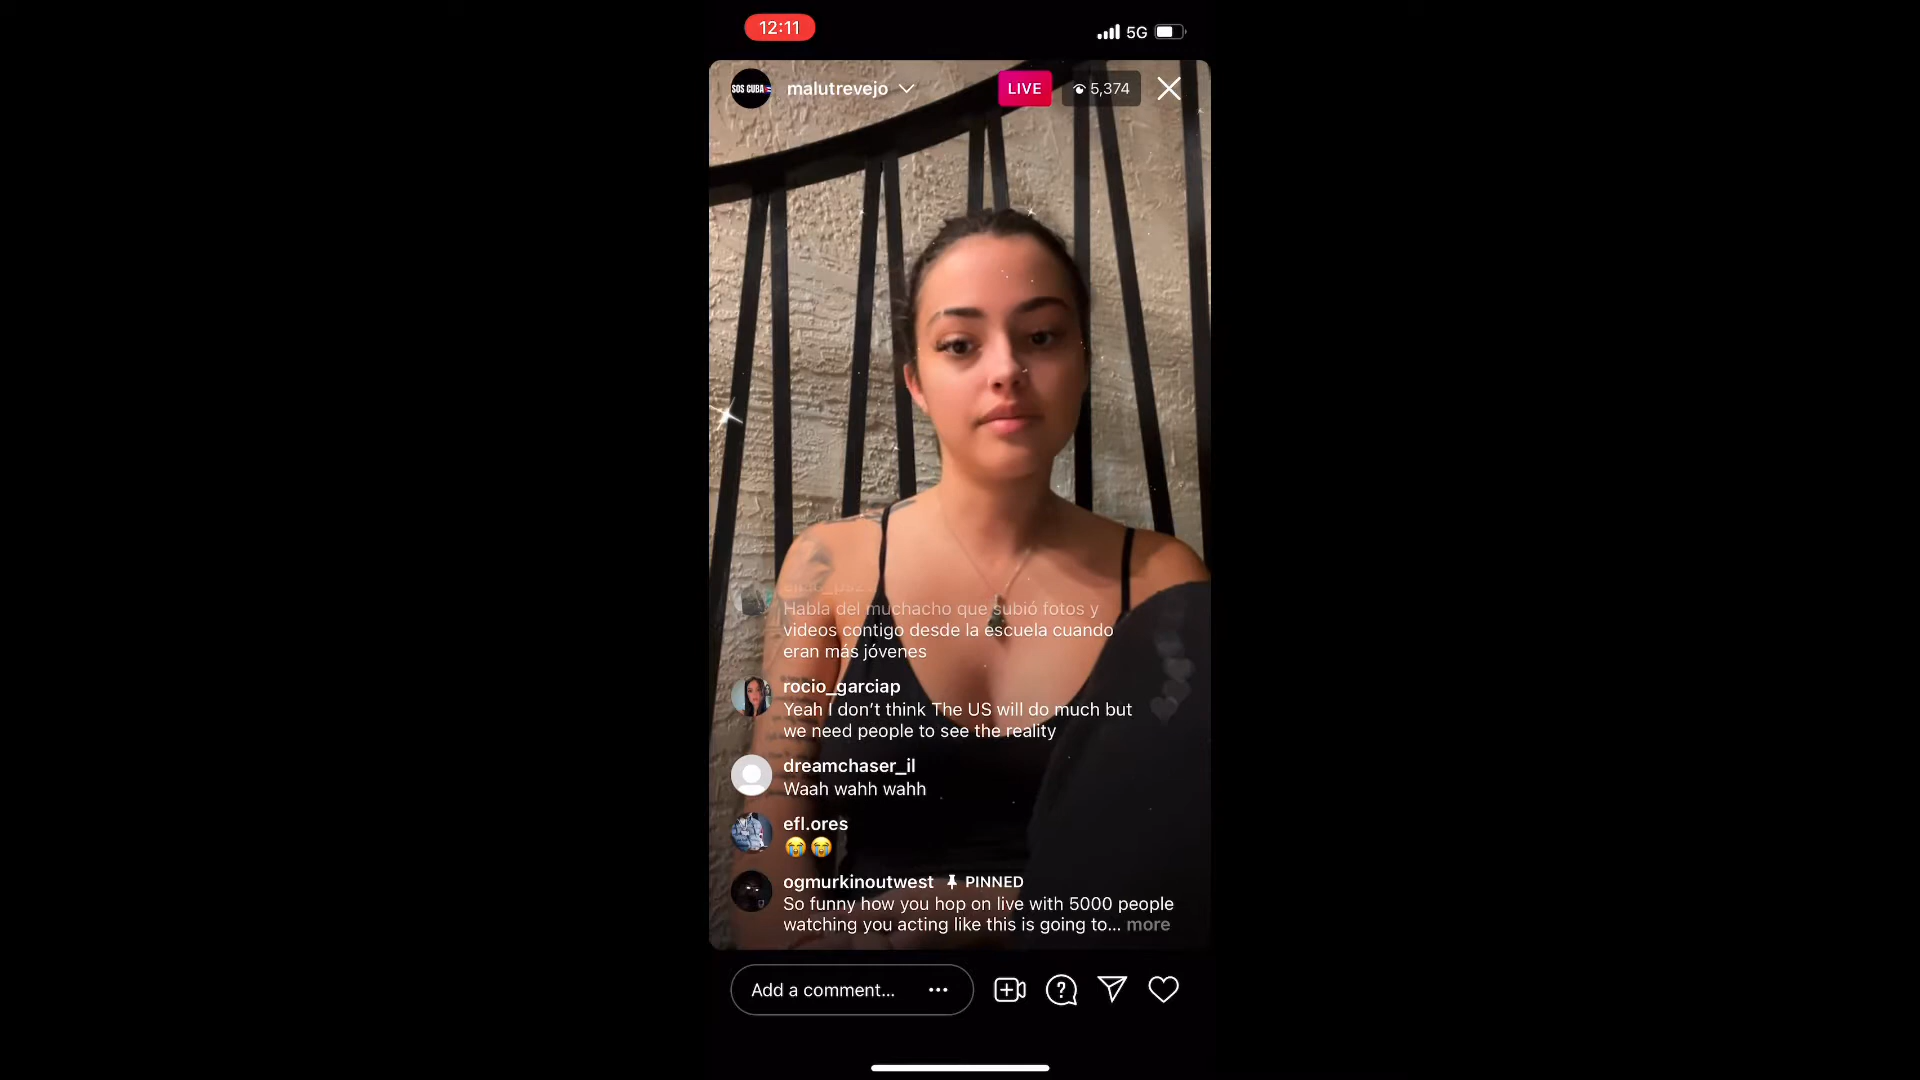 12:11
5G
SOS CUBA
malutrevejo
LIVE
5,374
Habla del muchacho que subió fotos y
videos contigo desde la escuela cuando
eran más jóvenes
rocio_garciap
Yeah I don’t think The US will do much but
we need people to see the reality
dreamchaser_il
Waah wahh wahh
efl.ores
😭😭
ogmurkinoutwest PINNED
So funny how you hop on live with 5000 people
watching you acting like this is going to... more
Add a comment...